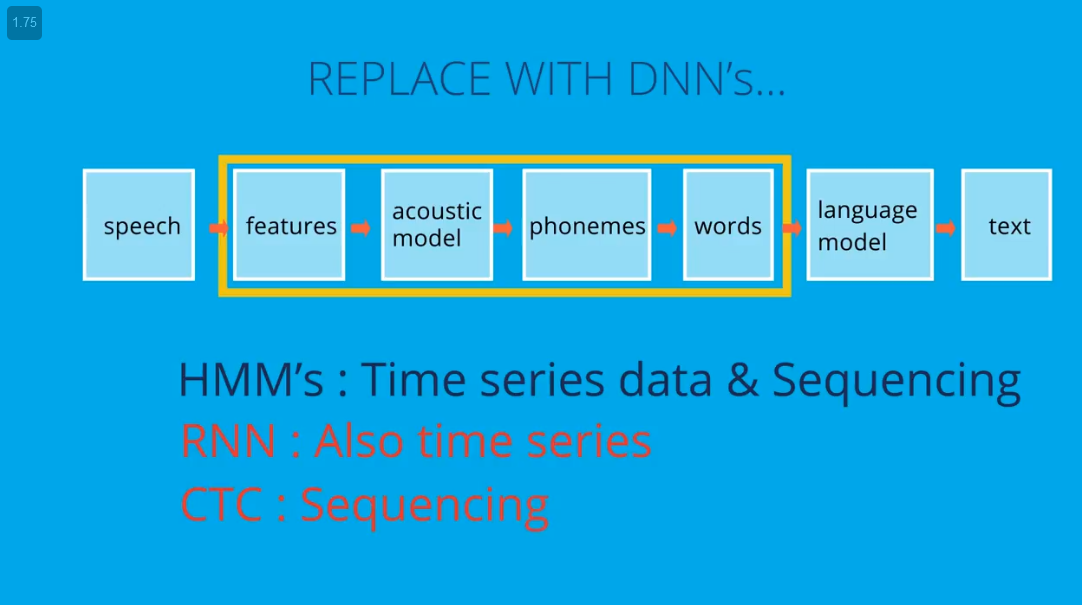 1.75
REPLACE WITH DNN's...
speech
features
acoustic
model
phonemes
words
language
model
text
HMM's : Time series data & Sequencing
RNN : Also time series
CTC : Sequencing